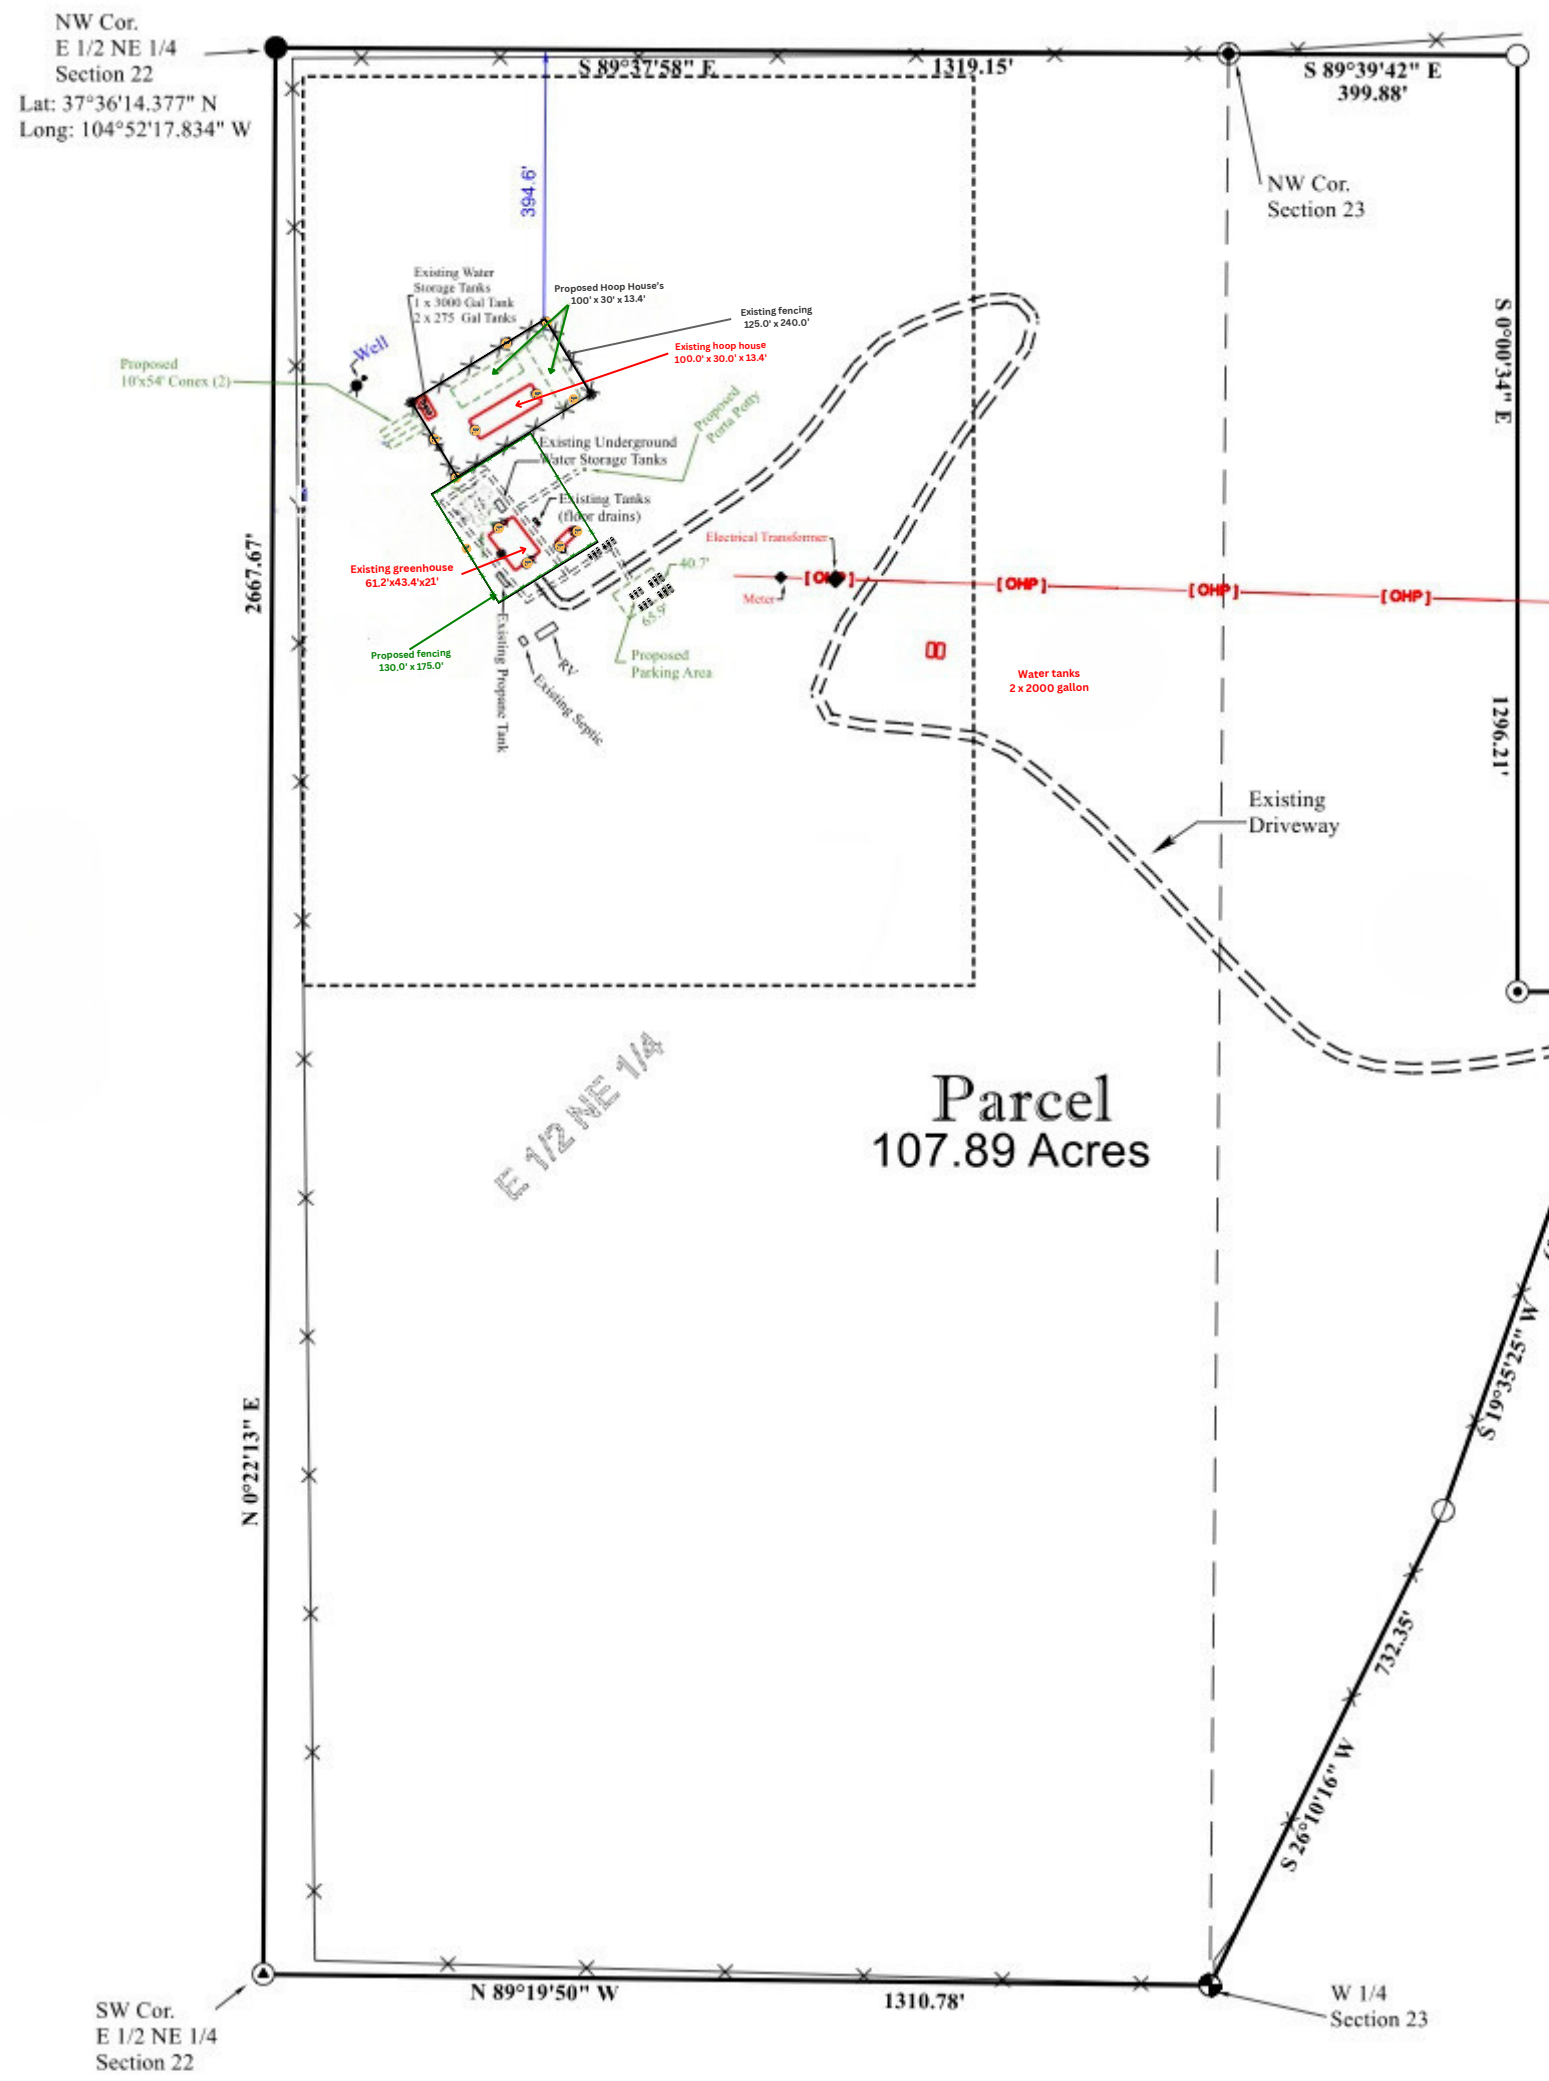 NW Cor.
E 1/2 NE 1/4
Section 22
Lat: 37°36'14.377" N
Long: 104°52'17.834" W
S 89°37'58" E
1319.15'
S 89°39'42" E
399.88'
NW Cor.
Section 23
394.6'
S 0°00'34" E
1296.21'
Existing Water
Storage Tanks
1 x 3000 Gal Tank
2 x 275 Gal Tanks
Proposed Hoop House's
100' x 30' x 13.4'
Existing fencing
125.0' x 240.0'
Existing hoop house
100.0' x 30.0' x 13.4'
Well
Proposed
10'x54' Conex (2)
Proposed
Porta Potty
Existing Underground
Water Storage Tanks
Existing Tanks
(floor drains)
Electrical Transformer
Meter
[OHP]
[OHP]
[OHP]
[OHP]
Existing greenhouse
61,2'x43.4'x21'
40.7'
65.9'
Proposed fencing
130.0' x 175.0'
Existing Propane Tank
RV
Existing Septic
Proposed
Parking Area
Water tanks
2 x 2000 gallon
2667.67'
N 0°22'13" E
Existing
Driveway
E 1/2 NE 1/4
Parcel
107.89 Acres
S 19°35'25" W
732.35'
S 26°10'16" W
N 89°19'50" W
1310.78'
SW Cor.
E 1/2 NE 1/4
Section 22
W 1/4
Section 23